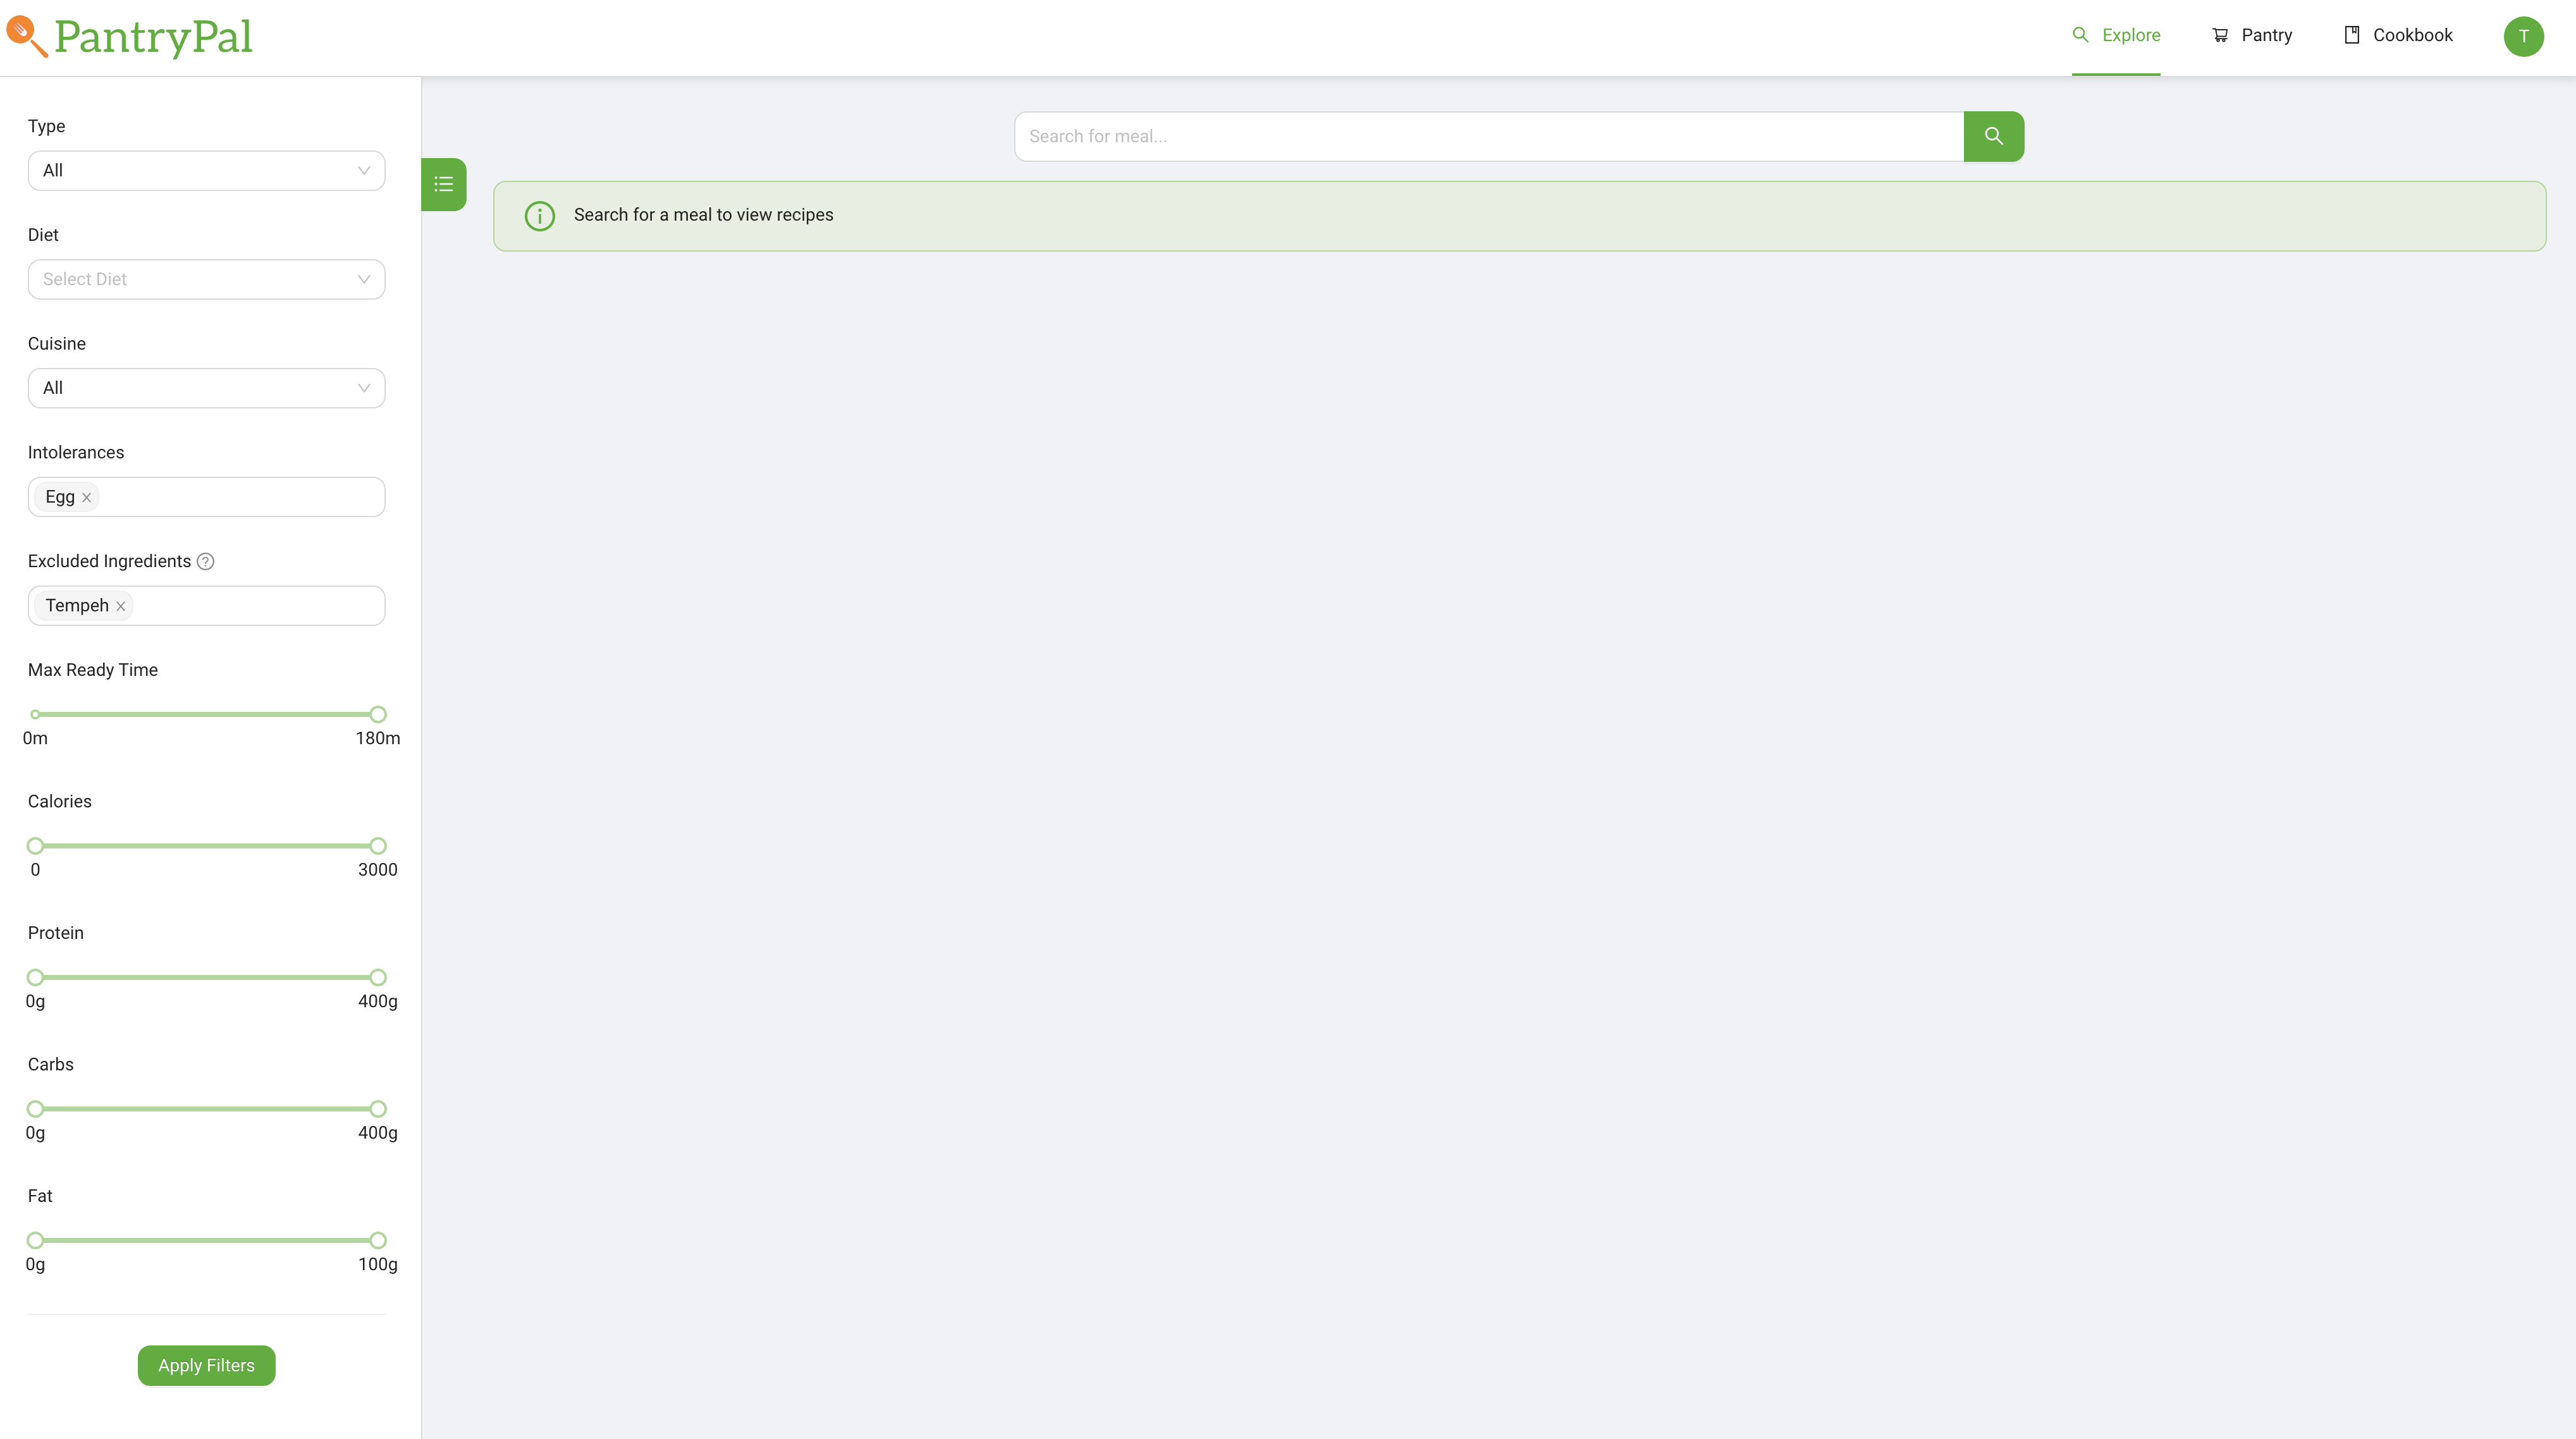 PantryPal
Explore
Pantry
Cookbook
T
Type
All
Diet
Select Diet
Cuisine
All
Intolerances
Egg
Excluded Ingredients
Tempeh
Max Ready Time
0m 180m
Calories
0 3000
Protein
0g 400g
Carbs
0g 400g
Fat
0g 100g
Apply Filters
Search for meal...
Search for a meal to view recipes